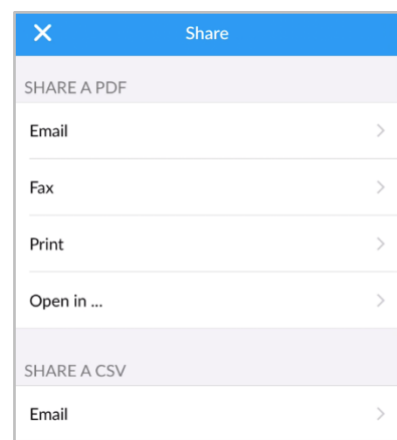 Share
SHARE A PDF
Email
Fax
Print
Open in ...
SHARE A CSV
Email